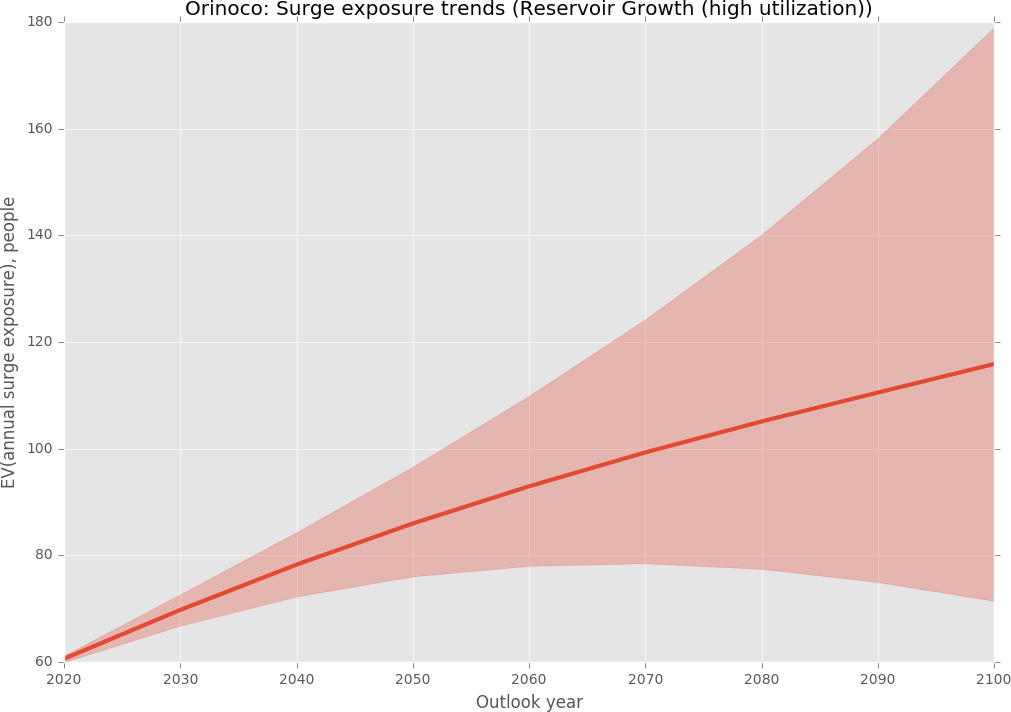 Orinoco: Surge exposure trends (Reservoir Growth (high utilization))
EV(annual surge exposure), people
180
160
140
120
100
80
60
2020 2030 2040 2050 2060 2070 2080 2090 2100
Outlook year